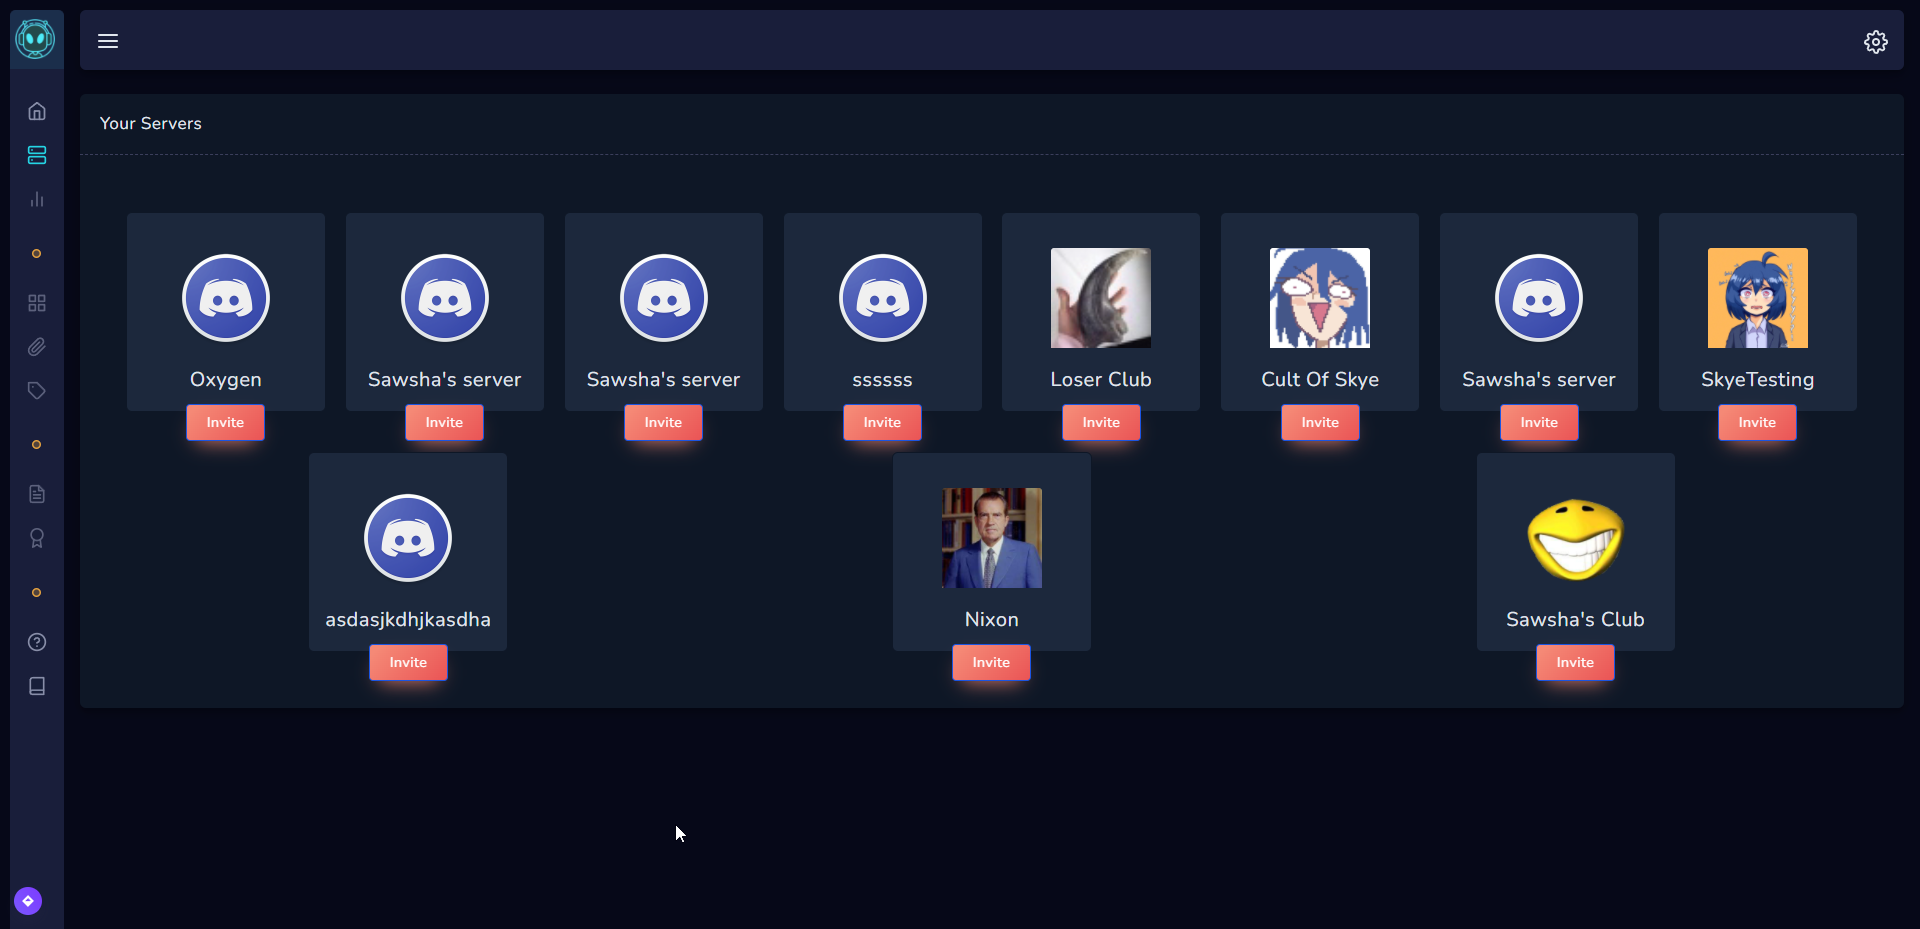 Your Servers
Oxygen
Sawsha's server
Sawsha's server
ssssss
Loser Club
Cult Of Skye
Sawsha's server
SkyeTesting
Invite
Invite
Invite
Invite
Invite
Invite
Invite
Invite
asdasjkdhjkasdha
Nixon
Sawsha's Club
Invite
Invite
Invite